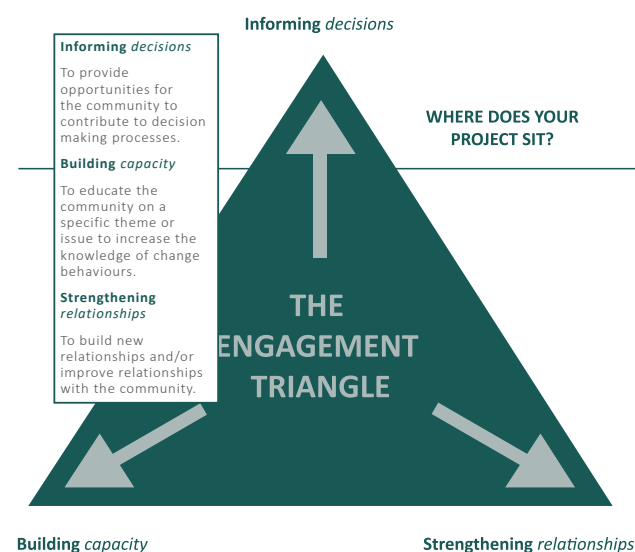 Informing decisions
Informing decisions
To provide
opportunities for
the community to
contribute to decision
making processes.
Building capacity
To educate the
community on a
specific theme or
issue to increase the
knowledge of change
behaviours.
Strengthening
relationships
To build new
relationships and/or
improve relationships
with the community.
WHERE DOES YOUR
PROJECT SIT?
THE
ENGAGEMENT
TRIANGLE
Building capacity
Strengthening relationships